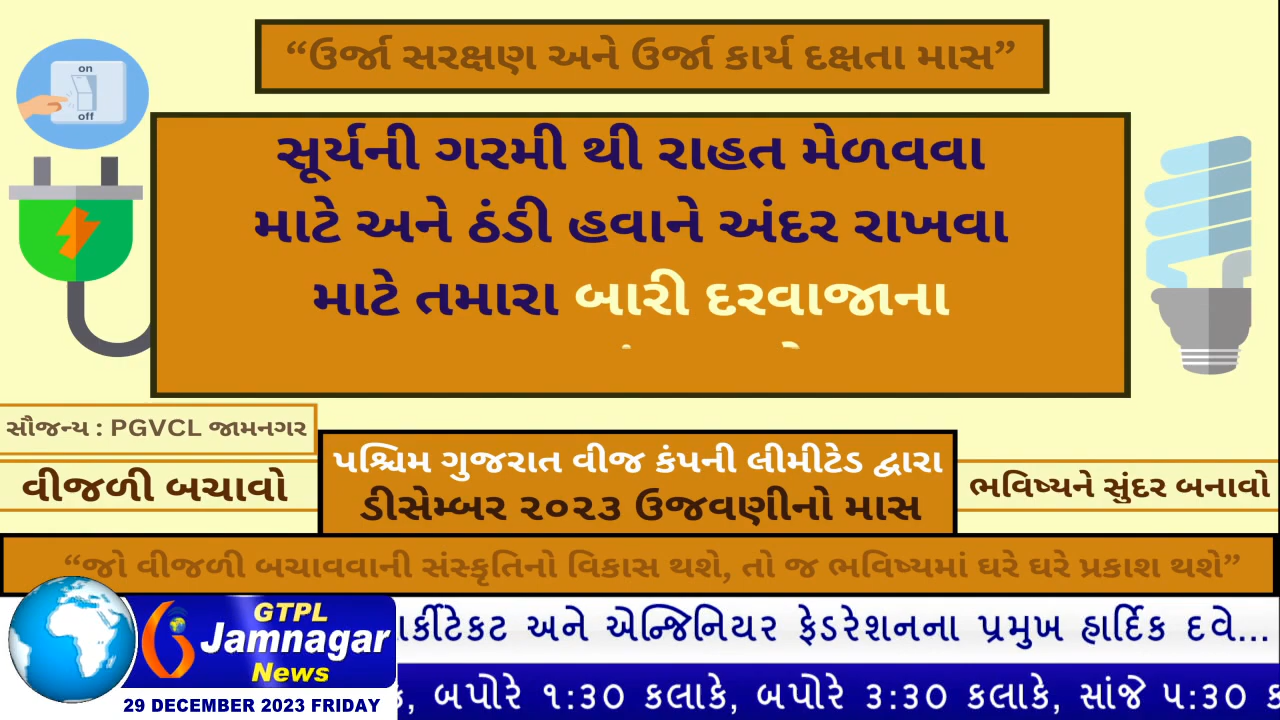 “ઉર્જા સરક્ષણ અને ઉર્જા કાર્ય દક્ષતા માસ”
on
off
સૂર્યની ગરમી થી રાહત મેળવવા
માટે અને ઠંડી હવાને અંદર રાખવા
માટે તમારા બારી દરવાજાના
સૌજન્ય : PGVCL જામનગર
પશ્ચિમ ગુજરાત વીજ કંપની લીમીટેડ દ્વારા
વીજળી બચાવો
ભવિષ્યને સુંદર બનાવો
ડીસેમ્બર ૨૦૨૩ ઉજવણીનો માસ
“જો વીજળી બચાવવાની સંસ્કૃતિનો વિકાસ થશે, તો જ ભવિષ્યમાં ઘરે ઘરે પ્રકાશ થશે”
GTPL
Jamnagar
News
અને એન્જિનિયર ફેડરેશનના પ્રમુખ હાર્દિક દવે...
બપોરે ૧:૩૦ કલાકે, બપોરે ૩:૩૦ કલાકે, સાંજે ૫:૩૦
29 DECEMBER 2023 FRIDAY